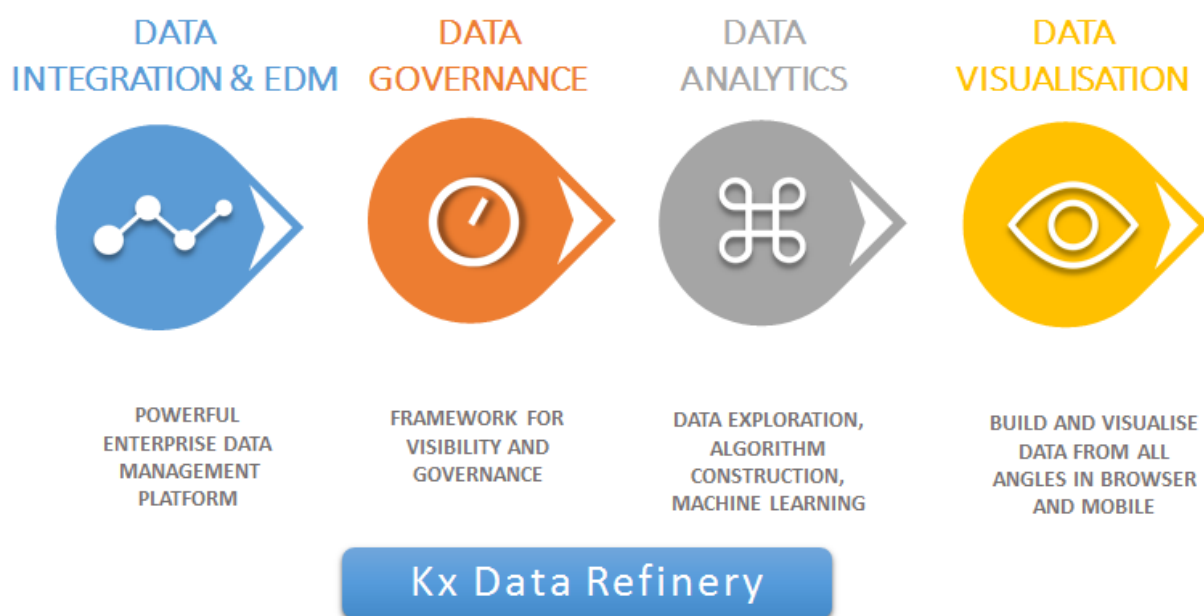 DATA
INTEGRATION & EDM
DATA
GOVERNANCE
DATA
ANALYTICS
DATA
VISUALISATION
POWERFUL
ENTERPRISE DATA
MANAGEMENT
PLATFORM
FRAMEWORK FOR
VISIBILITY AND
GOVERNANCE
DATA EXPLORATION,
ALGORITHM
CONSTRUCTION,
MACHINE LEARNING
BUILD AND VISUALISE
DATA FROM ALL
ANGLES IN BROWSER
AND MOBILE
Kx Data Refinery